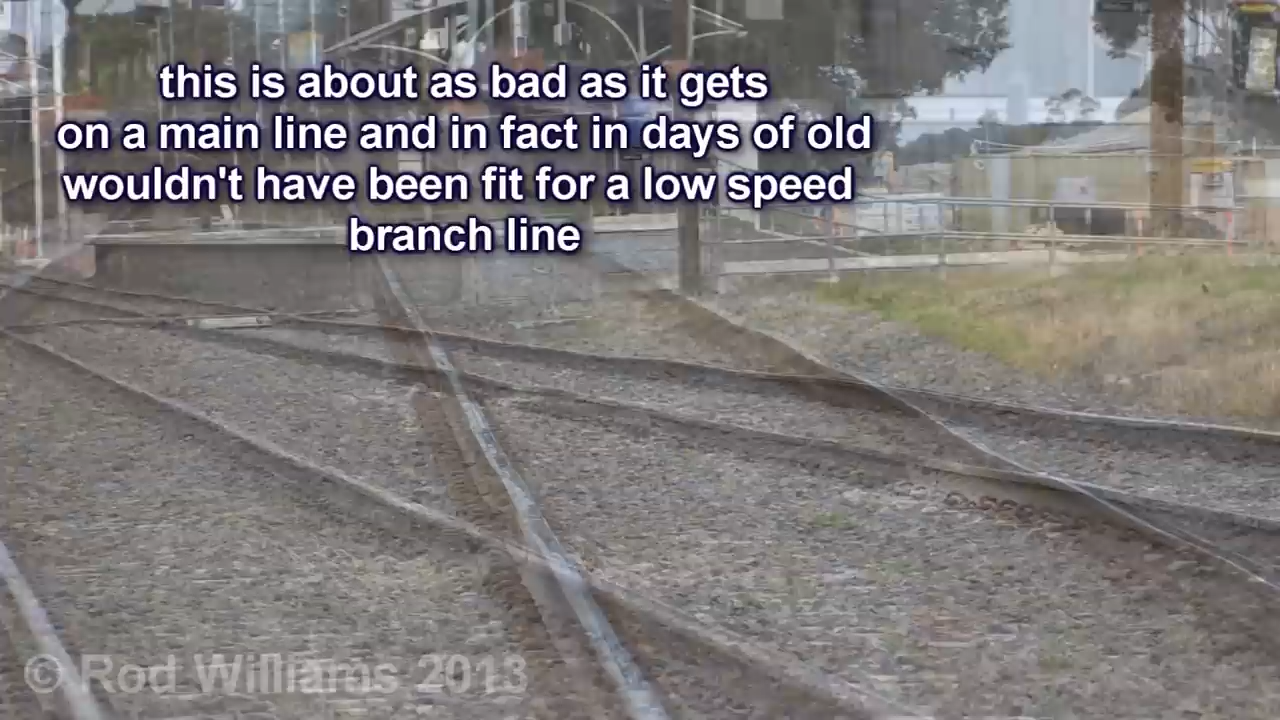 this is about as bad as it gets
on a main line and in fact in days of old
wouldn't have been fit for a low speed
branch line
© Rod Williams 2013